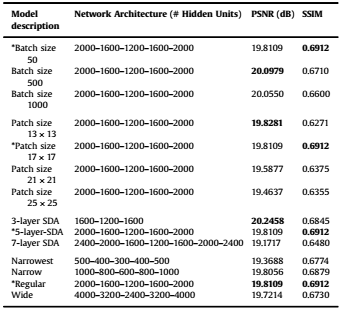 Model Network Architecture (# Hidden Units) PSNR (dB) SSIM
description
*Batch size 2000–1600–1200–1600–2000 19.8109 0.6912
50
Batch size 2000–1600–1200–1600–2000 20.0979 0.6710
500
Batch size 2000–1600–1200–1600–2000 20.0550 0.6600
1000
Patch size 2000–1600–1200–1600–2000 19.8281 0.6271
13 × 13
*Patch size 2000–1600–1200–1600–2000 19.8109 0.6912
17 × 17
Patch size 2000–1600–1200–1600–2000 19.5877 0.6375
21 × 21
Patch size 2000–1600–1200–1600–2000 19.4637 0.6355
25 × 25
3-layer SDA 1600–1200–1600 20.2458 0.6845
*5-layer-SDA 2000–1600–1200–1600–2000 19.8109 0.6912
7-layer SDA 2400–2000–1600–1200–1600–2000–2400 19.1717 0.6480
Narrowest 500–400–300–400–500 19.3688 0.6774
Narrow 1000–800–600–800–1000 19.8056 0.6879
*Regular 2000–1600–1200–1600–2000 19.8109 0.6912
Wide 4000–3200–2400–3200–4000 19.7214 0.6730